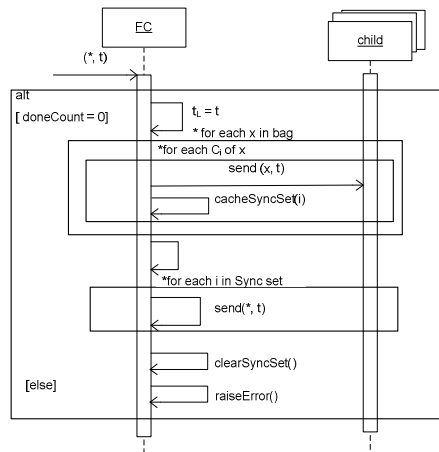 FC
child
(*, t)
alt
[ doneCount = 0]
tL = t
* for each x in bag
*for each Ci of x
send (x, t)
cacheSyncSet(i)
*for each i in Sync set
send(*, t)
clearSyncSet()
[else]
raiseError()